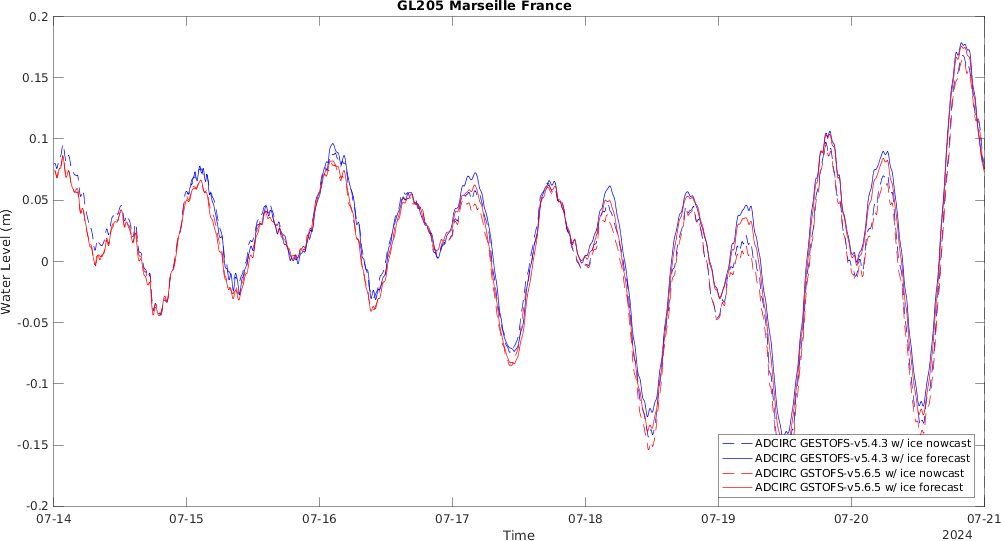 GL205 Marseille France
0.2
0.15
0.1
0.05
0
-0.05
-0.1
-0.15
-0.2
Water Level (m)
ADCIRC GESTOFS-v5.4.3 w/ ice nowcast
ADCIRC GESTOFS-v5.4.3 w/ ice forecast
ADCIRC GSTOFS-v5.6.5 w/ ice nowcast
ADCIRC GSTOFS-v5.6.5 w/ ice forecast
07-14 07-15 07-16 07-17 07-18 07-19 07-20 07-21
Time
2024